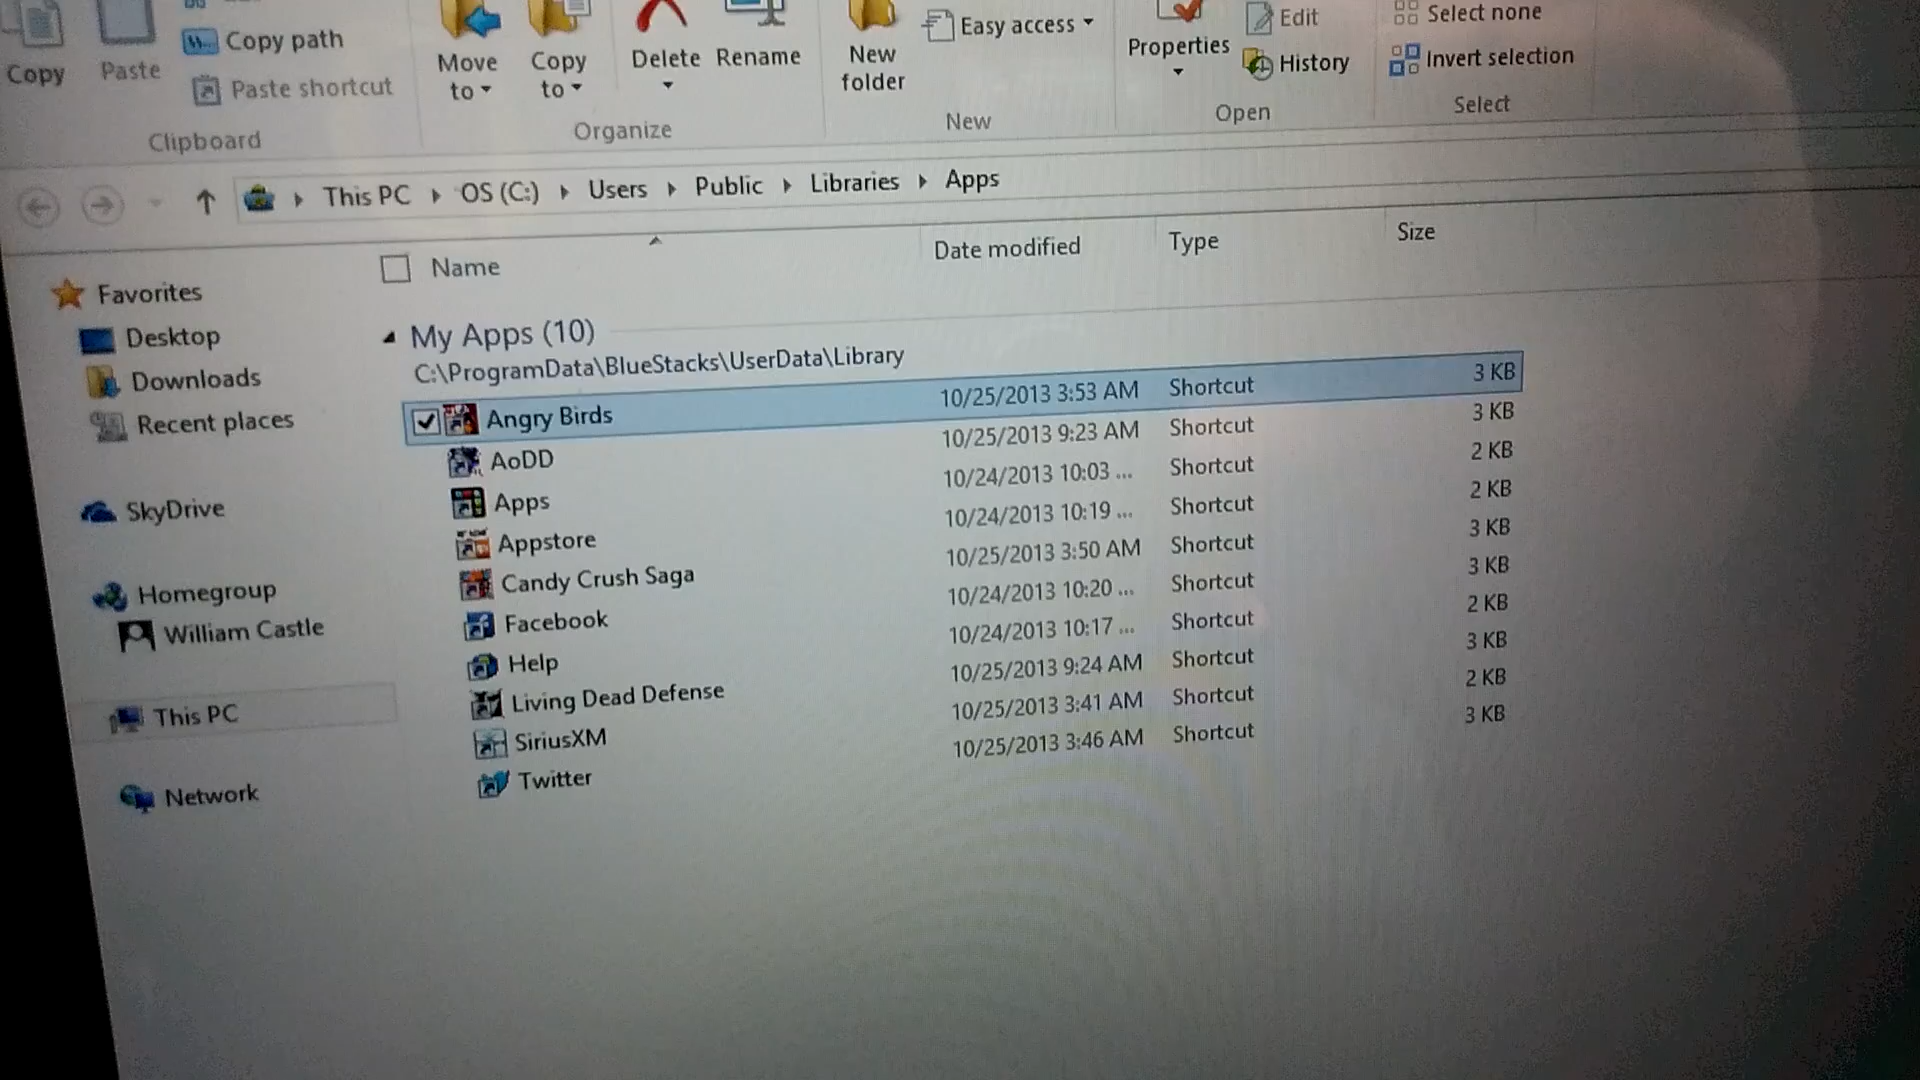 Copy
Paste
Copy path
Paste shortcut
Clipboard
Move to
Copy to
Delete
Rename
Organize
New folder
Easy access
New
Properties
Edit
History
Open
Select none
Invert selection
Select
This PC
OS (C:)
Users
Public
Libraries
Apps
Name
Date modified
Type
Size
Favorites
Desktop
Downloads
Recent places
SkyDrive
Homegroup
William Castle
This PC
Network
My Apps (10)
C:\ProgramData\BlueStacks\UserData\Library
Angry Birds 10/25/2013 3:53 AM Shortcut 3 KB
AoDD 10/25/2013 9:23 AM Shortcut 3 KB
Apps 10/24/2013 10:03 ... Shortcut 2 KB
Appstore 10/24/2013 10:19 ... Shortcut 2 KB
Candy Crush Saga 10/25/2013 3:50 AM Shortcut 3 KB
Facebook 10/24/2013 10:20 ... Shortcut 3 KB
Help 10/24/2013 10:17 ... Shortcut 2 KB
Living Dead Defense 10/25/2013 9:24 AM Shortcut 3 KB
SiriusXM 10/25/2013 3:41 AM Shortcut 2 KB
Twitter 10/25/2013 3:46 AM Shortcut 3 KB